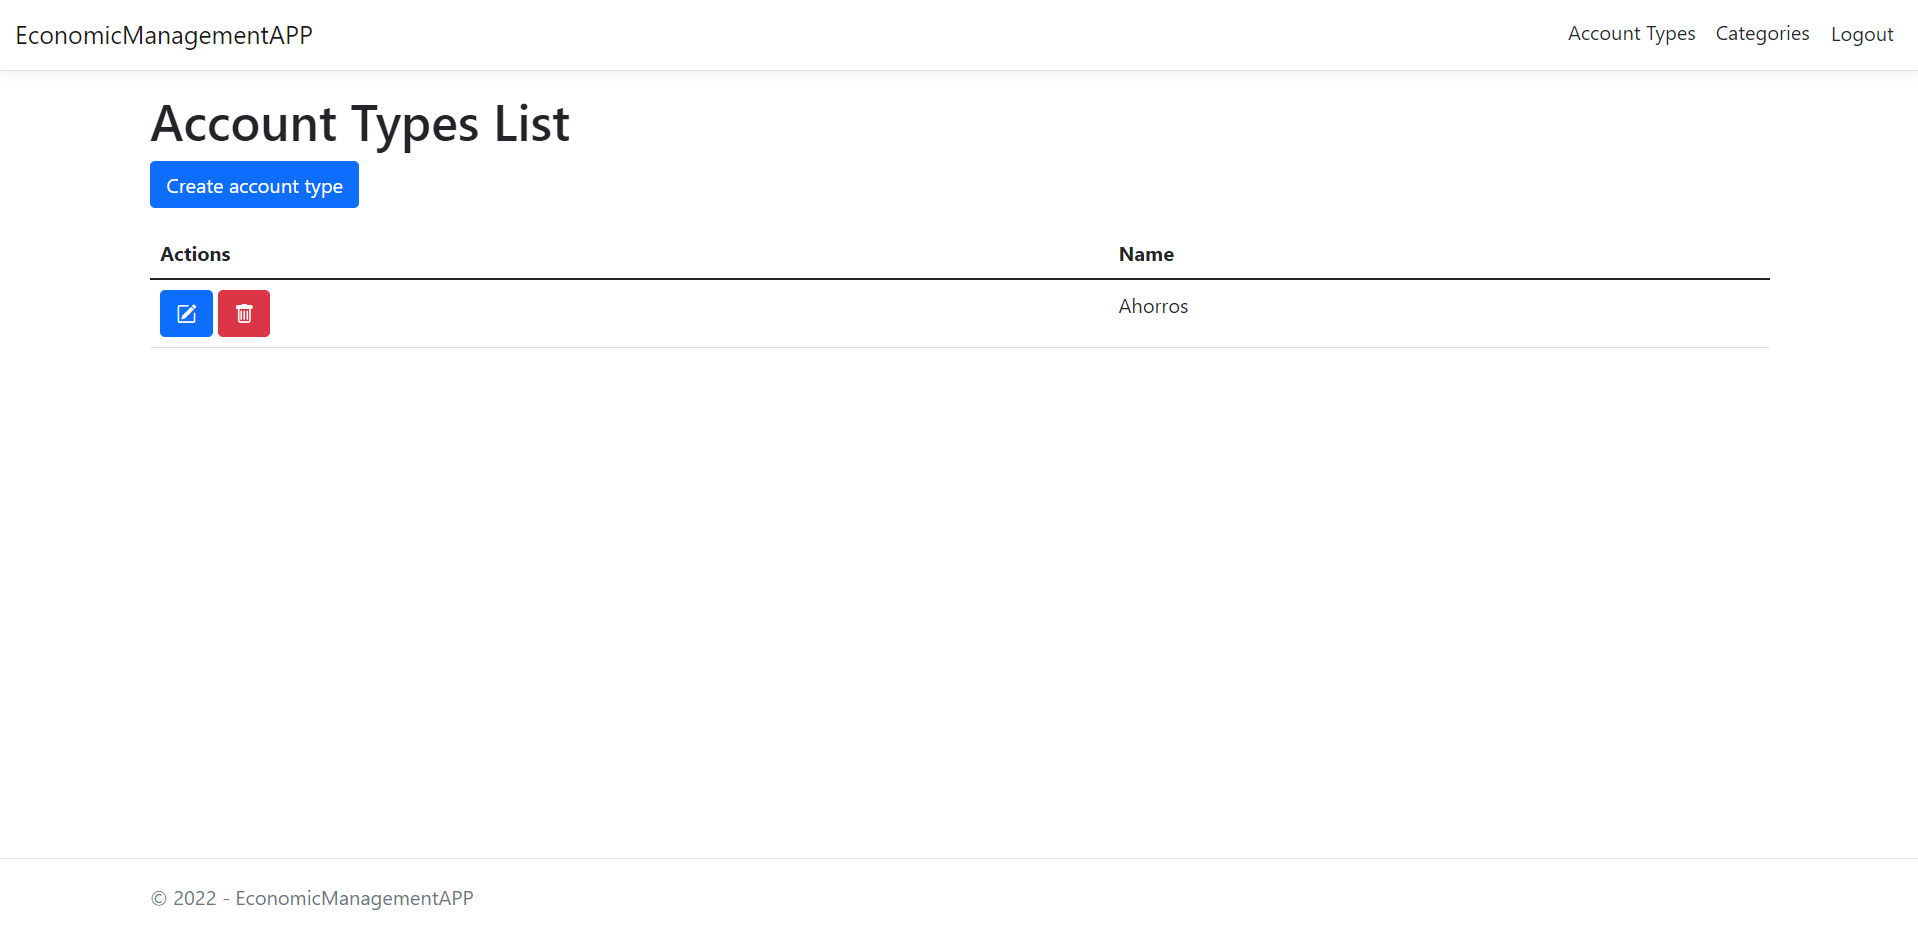 EconomicManagementAPP
Account Types Categories Logout
Account Types List
Create account type
Actions Name
Ahorros
© 2022 - EconomicManagementAPP